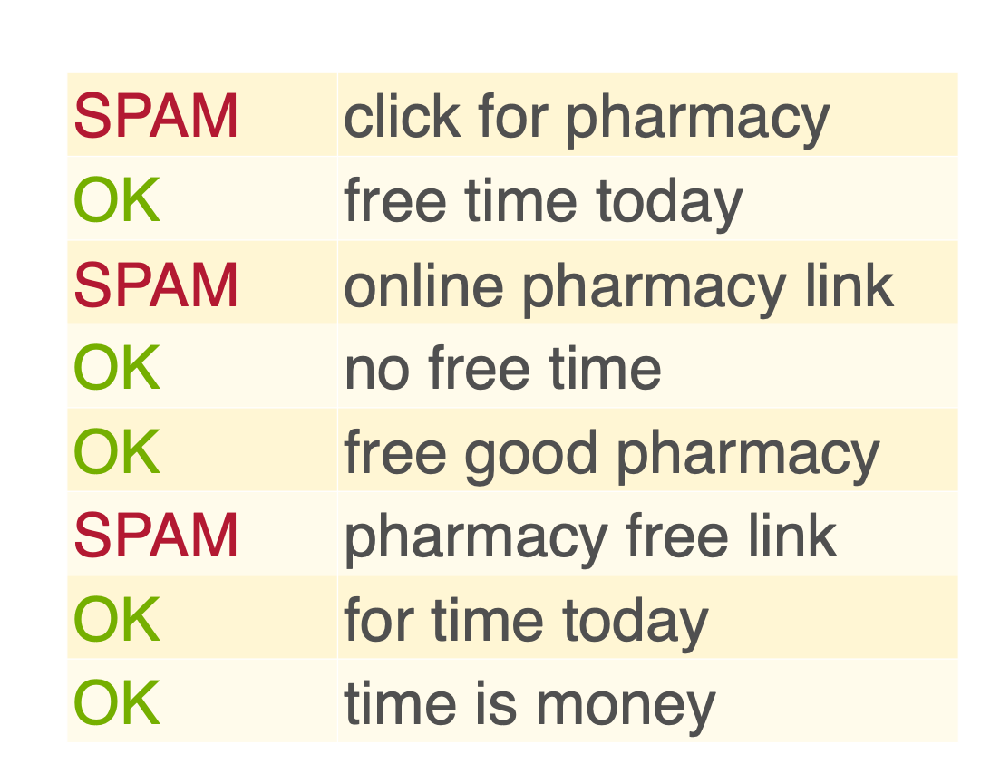 SPAM click for pharmacy
OK free time today
SPAM online pharmacy link
OK no free time
OK free good pharmacy
SPAM pharmacy free link
OK for time today
OK time is money